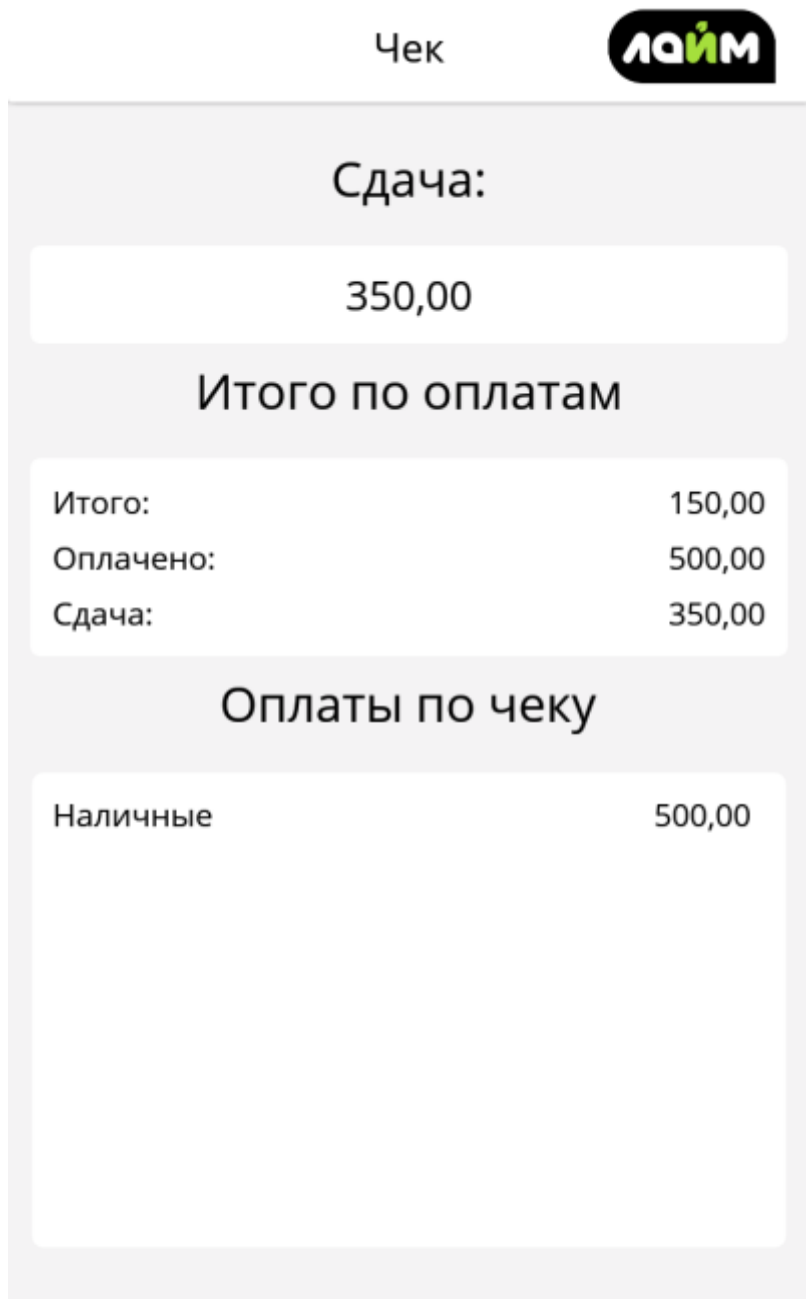 Чек
лайм
Сдача:
350,00
Итого по оплатам
Итого: 150,00
Оплачено: 500,00
Сдача: 350,00
Оплаты по чеку
Наличные 500,00